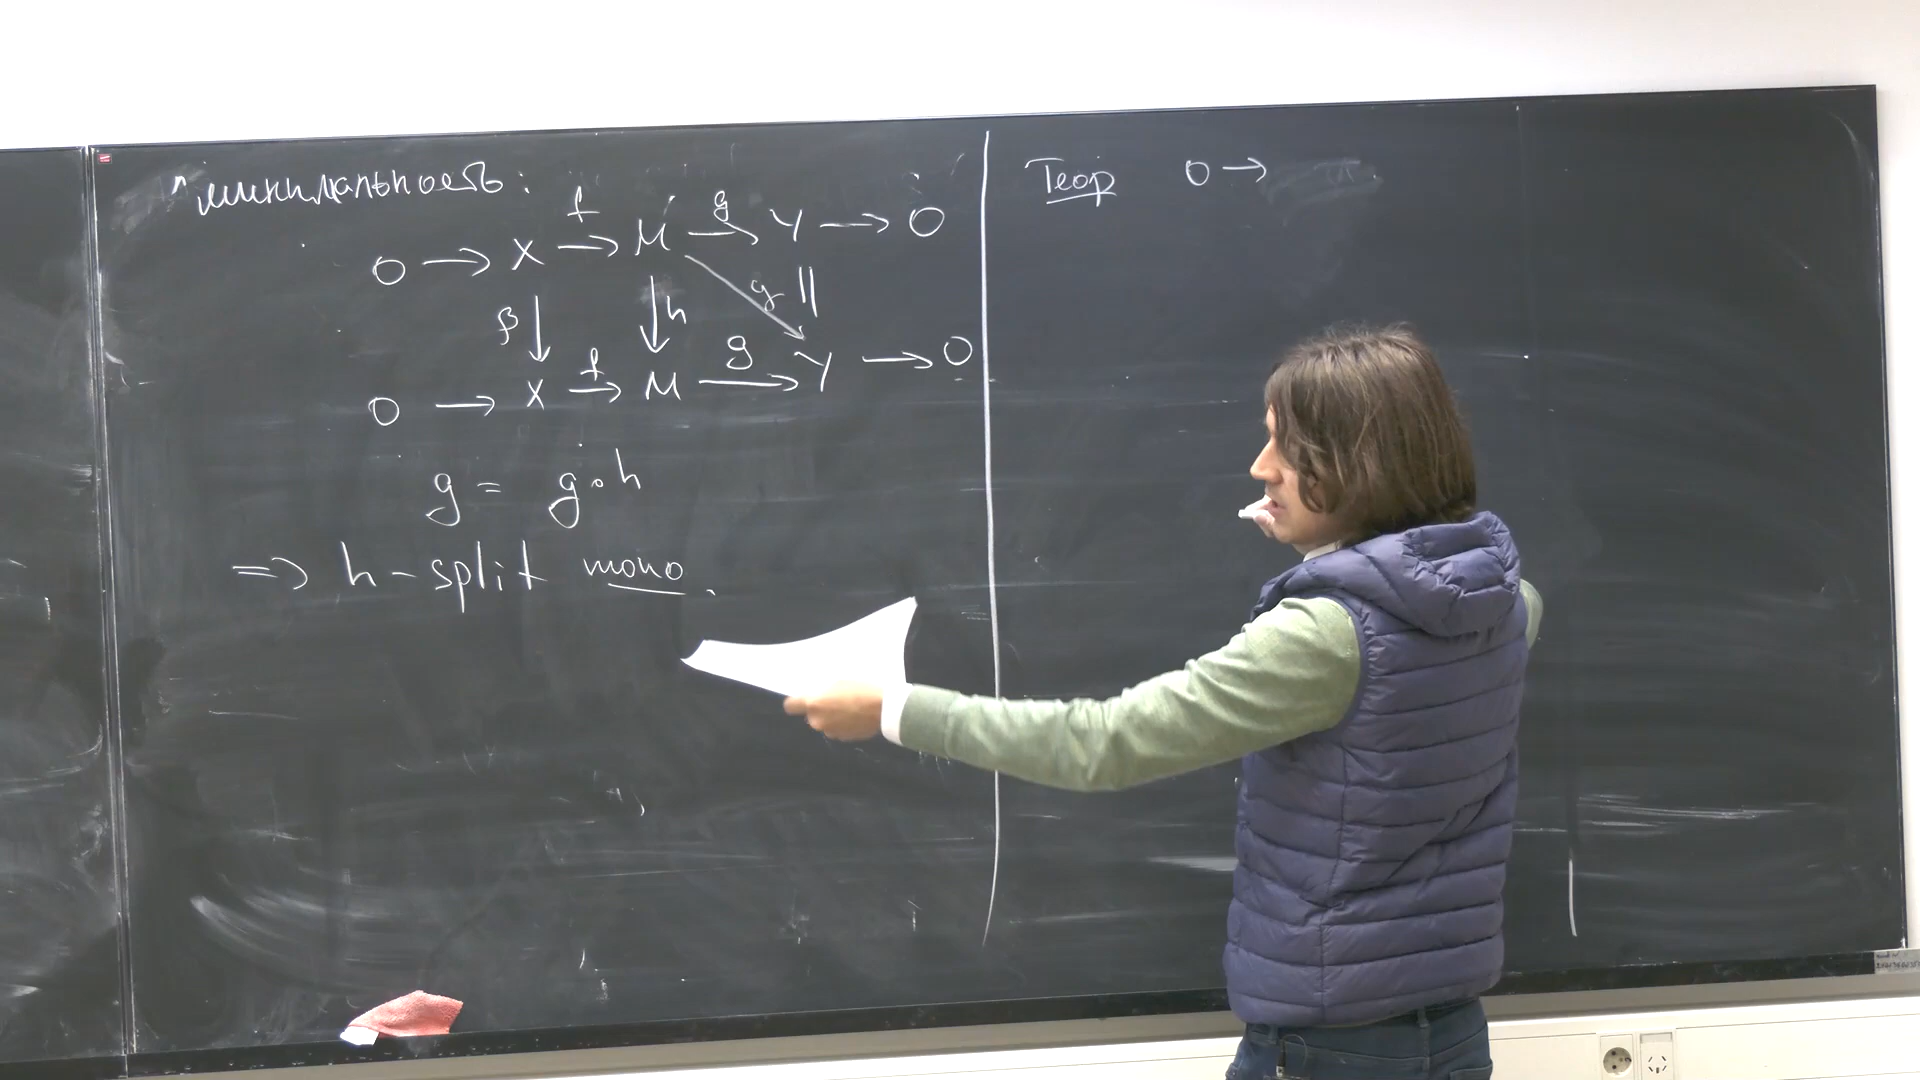 минимальность:
0 → X → M → Y → 0
f g
β ↓ ↓ h g ||
0 → X → M → Y → 0
f g
g = g∘h
=> h - split mono.
Теор 0 →